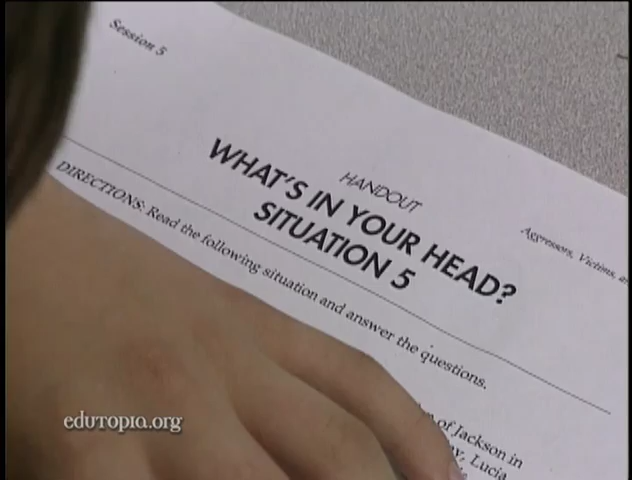 Session 5
Aggressors, Victims, a
HANDOUT
WHAT'S IN YOUR HEAD?
SITUATION 5
DIRECTIONS: Read the following situation and answer the questions.
of Jackson in
Lucia
edutopia.org